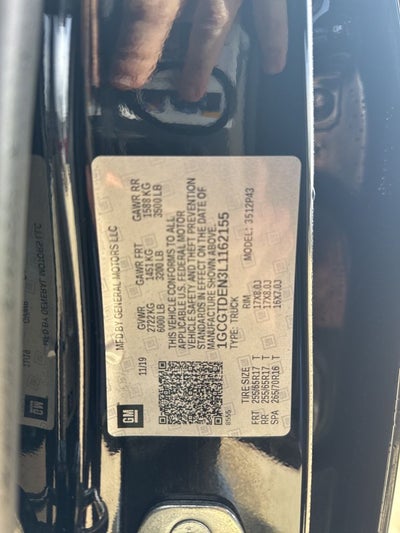 MFD BY GENERAL MOTORS LLC
GVWR GAWR FRT GAWR RR
2722 KG 1451 KG 1588 KG
6000 LB 3200 LB 3500 LB
THIS VEHICLE CONFORMS TO ALL
APPLICABLE U.S. FEDERAL MOTOR
VEHICLE SAFETY AND THEFT PREVENTION
STANDARDS IN EFFECT ON THE DATE OF
MANUFACTURE SHOWN ABOVE.
1GCGTDEN3L1162155
TYPE: TRUCK
MODEL: 3512P43
11/19
GM
TIRE SIZE RIM
FRT 255/65R17 T 17X8.0J
RR 255/65R17 T 17X8.0J
SPA 265/70R16 T 16X7.0J